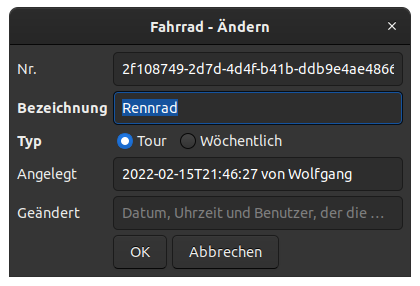 Fahrrad - Ändern
Nr. 2f108749-2d7d-4d4f-b41b-ddb9e4ae4866
Bezeichnung Rennrad
Typ Tour Wöchentlich
Angelegt 2022-02-15T21:46:27 von Wolfgang
Geändert Datum, Uhrzeit und Benutzer, der die ...
OK Abbrechen